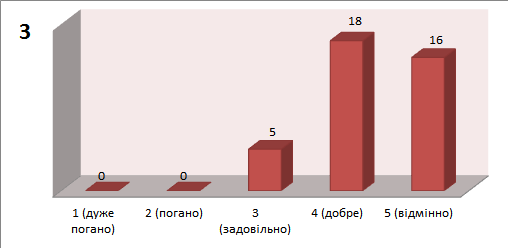 3
0
0
5
18
16
1 (дуже
погано)
2 (погано)
3
(задовільно)
4 (добре)
5 (відмінно)